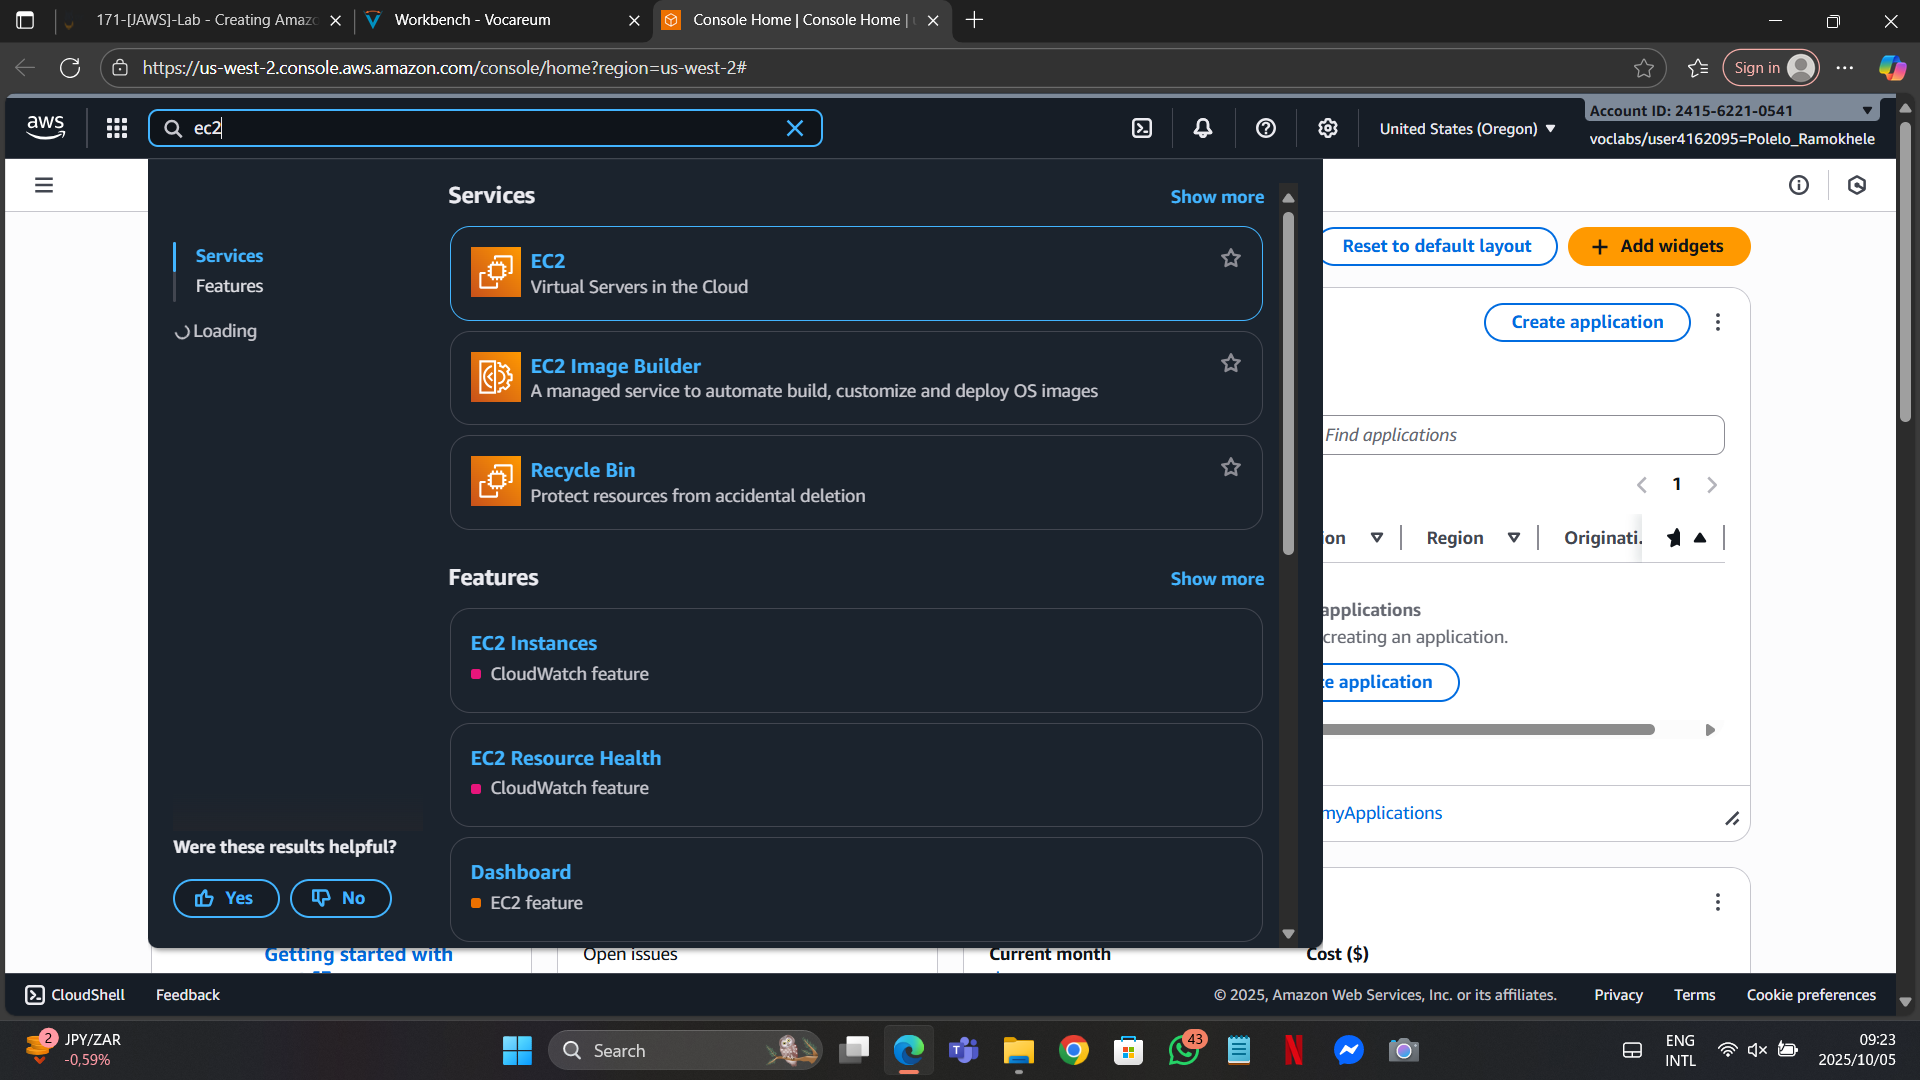 171-[JAWS]-Lab - Creating Amazo
Workbench - Vocareum
Console Home | Console Home |
https://us-west-2.console.aws.amazon.com/console/home?region=us-west-2#
Sign in
aws
ec2
United States (Oregon)
Account ID: 2415-6221-0541
voclabs/user4162095=Polelo_Ramokhele
Services
Features
Loading
Were these results helpful?
Yes
No
Services
Show more
EC2
Virtual Servers in the Cloud
EC2 Image Builder
A managed service to automate build, customize and deploy OS images
Recycle Bin
Protect resources from accidental deletion
Features
Show more
EC2 Instances
CloudWatch feature
EC2 Resource Health
CloudWatch feature
Dashboard
EC2 feature
Reset to default layout
Add widgets
Create application
Find applications
1
ion
Region
Originati.
applications
creating an application.
e application
myApplications
Getting started with
Open issues
Current month
Cost ($)
CloudShell
Feedback
© 2025, Amazon Web Services, Inc. or its affiliates.
Privacy
Terms
Cookie preferences
2
JPY/ZAR
-0,59%
Search
43
ENG
INTL
09:23
2025/10/05